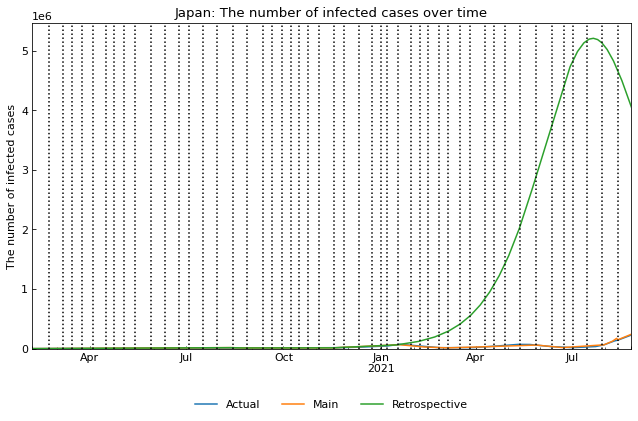 Japan: The number of infected cases over time
1e6
The number of infected cases
5
4
3
2
1
0
Apr Jul Oct Jan Apr Jul
2021
Actual Main Retrospective